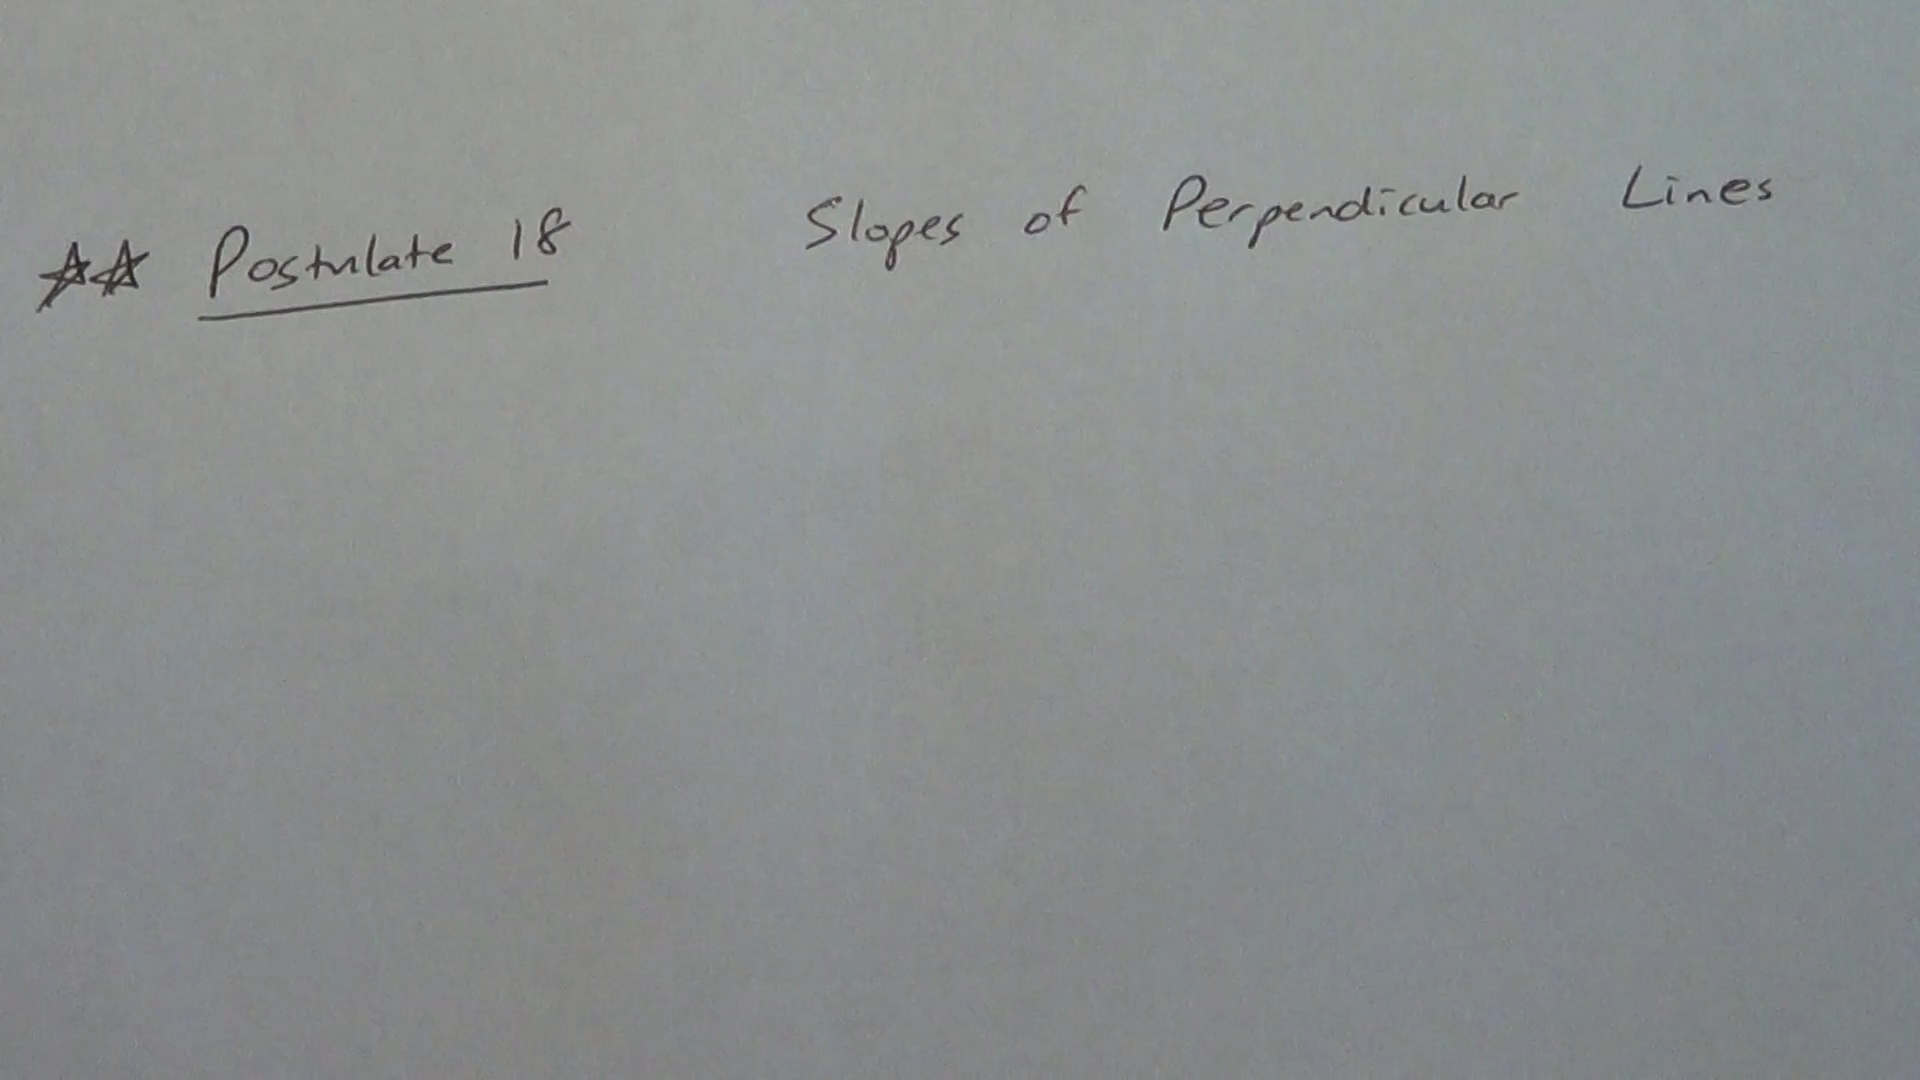 ☆☆ Postulate 18 Slopes of Perpendicular Lines